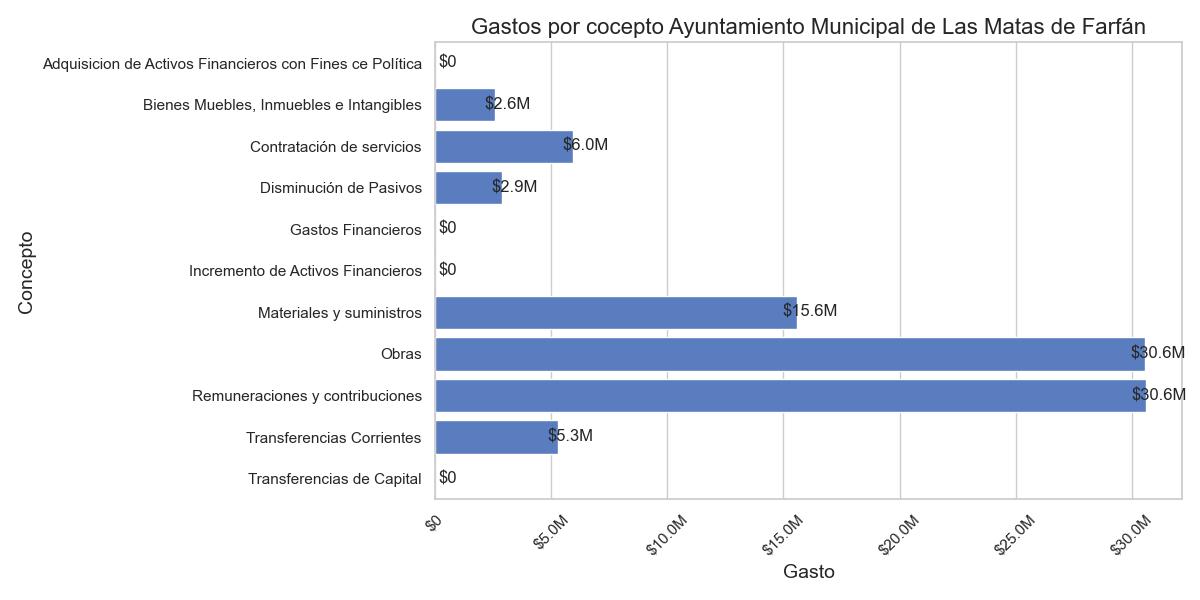 Gastos por cocepto Ayuntamiento Municipal de Las Matas de Farfán
Concepto
Adquisicion de Activos Financieros con Fines ce Política $0
Bienes Muebles, Inmuebles e Intangibles $2.6M
Contratación de servicios $6.0M
Disminución de Pasivos $2.9M
Gastos Financieros $0
Incremento de Activos Financieros $0
Materiales y suministros $15.6M
Obras $30.6M
Remuneraciones y contribuciones $30.6M
Transferencias Corrientes $5.3M
Transferencias de Capital $0
$0 $5.0M $10.0M $15.0M $20.0M $25.0M $30.0M
Gasto